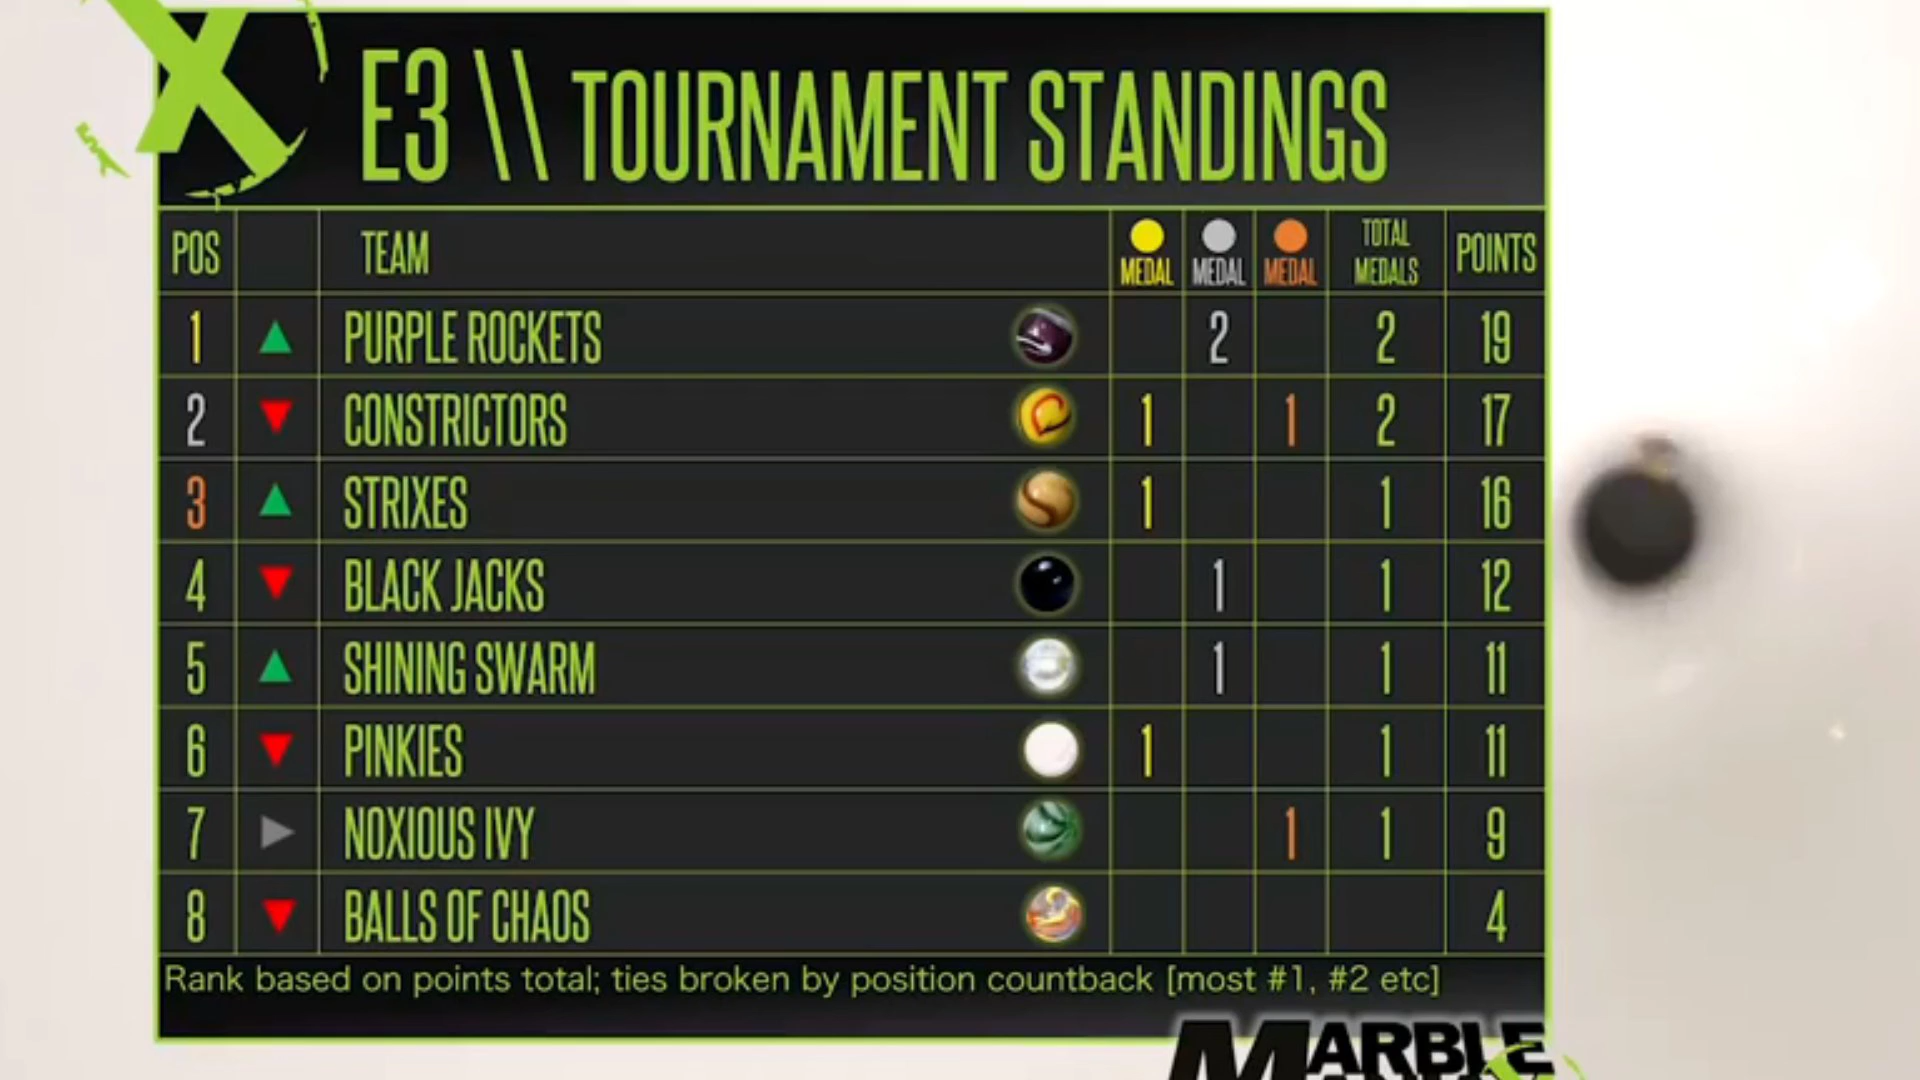 X
E3 \\ TOURNAMENT STANDINGS
POS TEAM MEDAL MEDAL MEDAL TOTAL MEDALS POINTS
1 PURPLE ROCKETS 2 2 19
2 CONSTRICTORS 1 1 2 17
3 STRIXES 1 1 16
4 BLACK JACKS 1 1 12
5 SHINING SWARM 1 1 11
6 PINKIES 1 1 11
7 NOXIOUS IVY 1 1 9
8 BALLS OF CHAOS 4
Rank based on points total; ties broken by position countback [most #1, #2 etc]
MARBLE